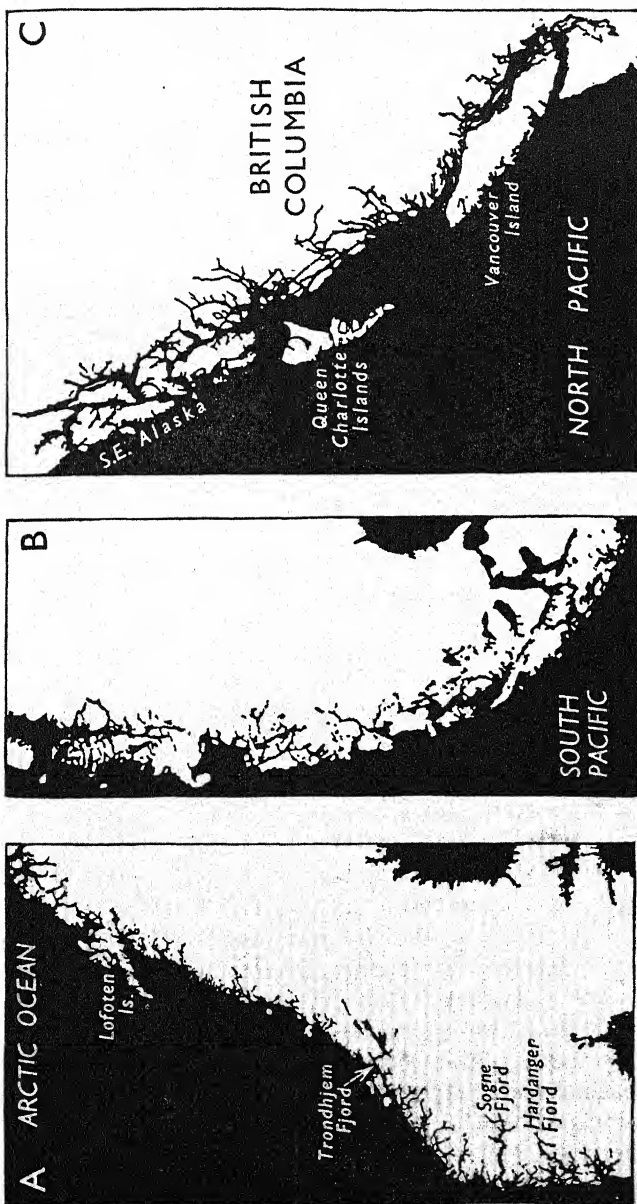 A
ARCTIC OCEAN
Lofoten
Is.
Trondhjem
Fjord
Sogne
Fjord
Hardanger
Fjord
B
SOUTH
PACIFIC
C
BRITISH
COLUMBIA
S.E. Alaska
Queen
Charlotte
Islands
Vancouver
Island
NORTH PACIFIC